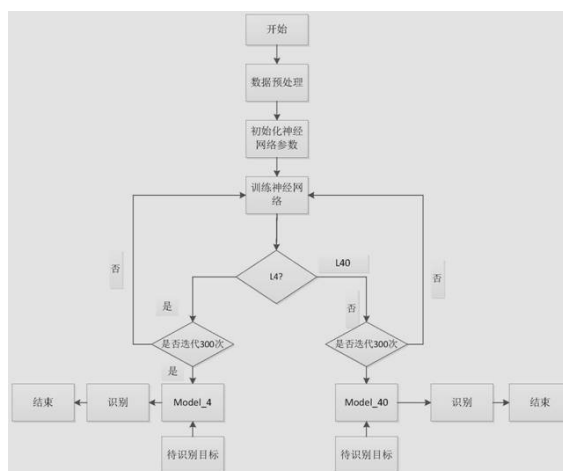 开始
数据预处理
初始化神经
网络参数
训练神经网
络
L4?
L40
否
否
是
否
是否迭代300次
是否迭代300次
是
结束
识别
Model_4
Model_40
识别
结束
待识别目标
待识别目标